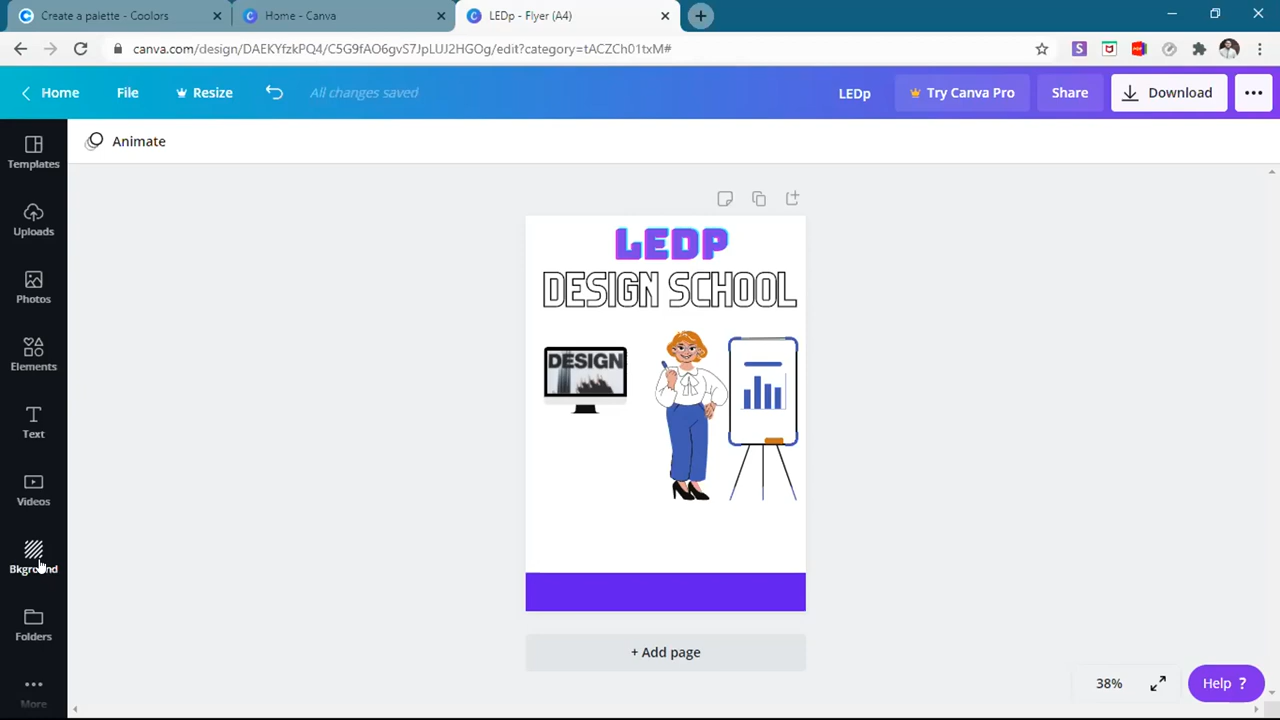 Create a palette - Coolors
Home - Canva
LEDp - Flyer (A4)
canva.com/design/DAEKYfzkPQ4/C5G9fAO6gvS7JpLUJ2HGOg/edit?category=tACZCh01txM#
Home
File
Resize
All changes saved
LEDp
Try Canva Pro
Share
Download
Templates
Uploads
Photos
Elements
Text
Videos
Bkground
Folders
More
Animate
LEDP
DESIGN SCHOOL
DESIGN
+ Add page
38%
Help ?